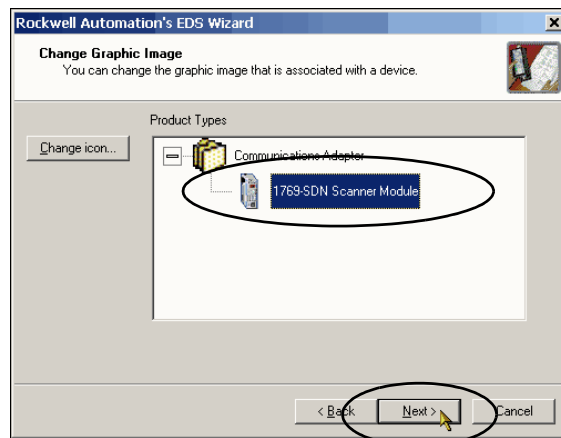 Rockwell Automation's EDS Wizard
Change Graphic Image
You can change the graphic image that is associated with a device.
Product Types
Change icon...
Communications Adapter
1769-SDN Scanner Module
< Back
Next >
Cancel